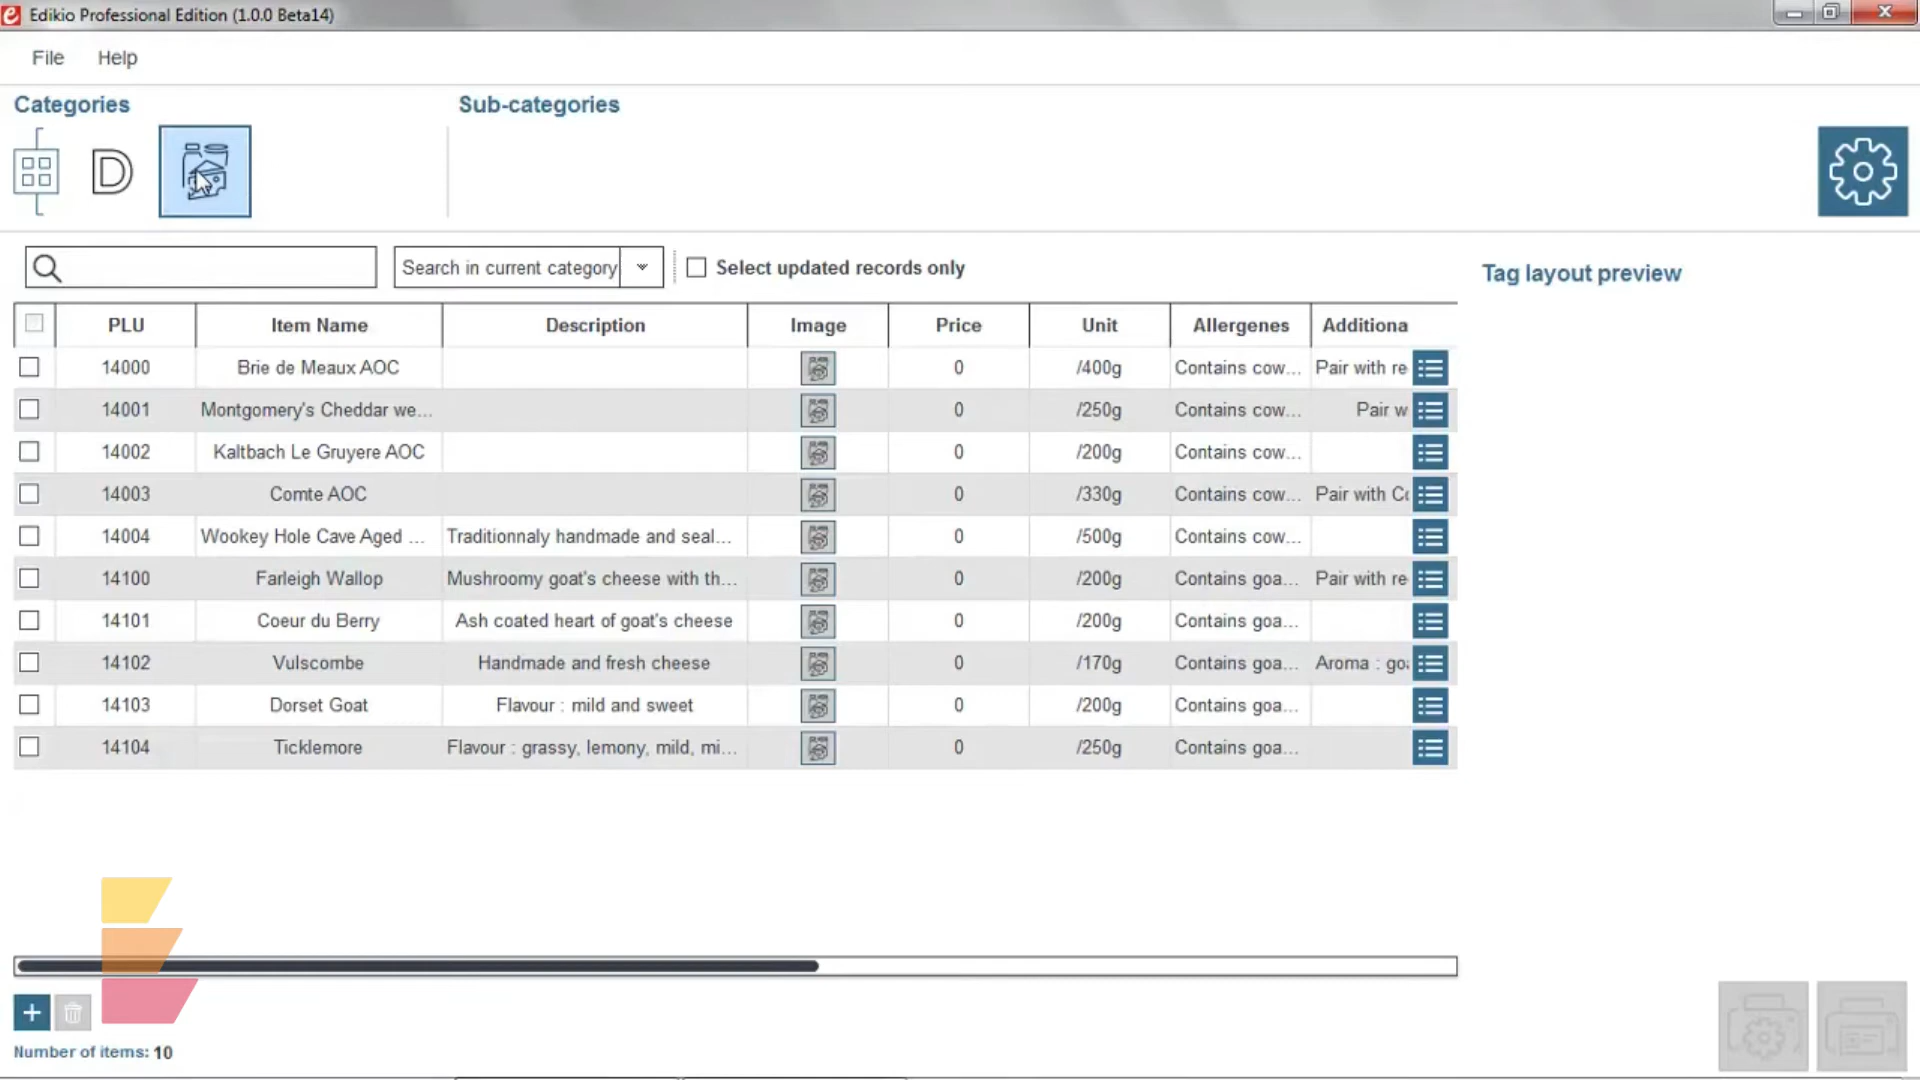 Edikio Professional Edition (1.0.0 Beta14)
File Help
Categories Sub-categories
D
Search in current category Select updated records only
Tag layout preview
PLU Item Name Description Image Price Unit Allergenes Additiona
14000 Brie de Meaux AOC 0 /400g Contains cow... Pair with re
14001 Montgomery's Cheddar we... 0 /250g Contains cow... Pair w
14002 Kaltbach Le Gruyere AOC 0 /200g Contains cow...
14003 Comte AOC 0 /330g Contains cow... Pair with Co
14004 Wookey Hole Cave Aged ... Traditionnaly handmade and seal... 0 /500g Contains cow...
14100 Farleigh Wallop Mushroomy goat's cheese with th... 0 /200g Contains goa... Pair with re
14101 Coeur du Berry Ash coated heart of goat's cheese 0 /200g Contains goa...
14102 Vulscombe Handmade and fresh cheese 0 /170g Contains goa... Aroma : goa
14103 Dorset Goat Flavour : mild and sweet 0 /200g Contains goa...
14104 Ticklemore Flavour : grassy, lemony, mild, mi... 0 /250g Contains goa...
Number of items: 10